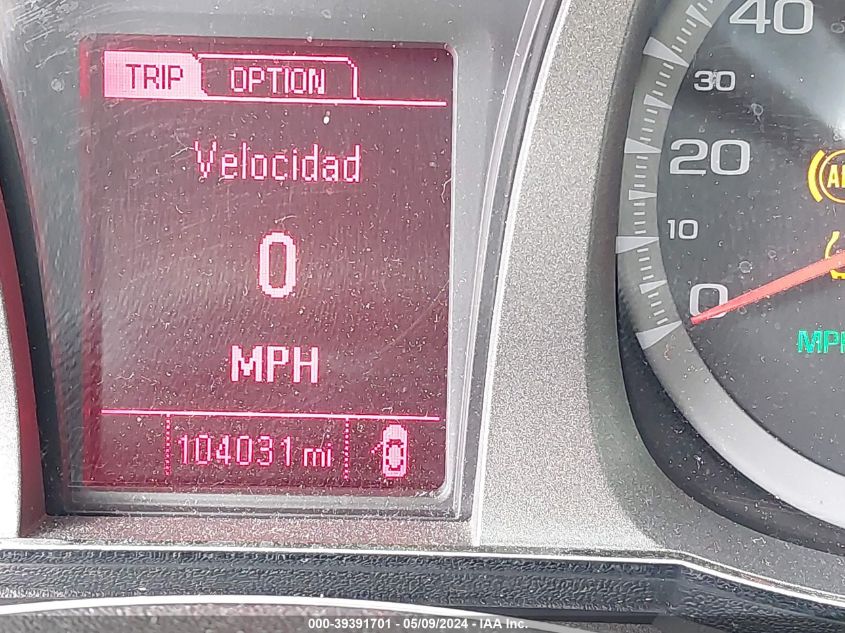 TRIP OPTION
Velocidad
0
MPH
104031 mi
40
30
20
10
0
MPH
000-39391701 - 05/09/2024 - IAA Inc.